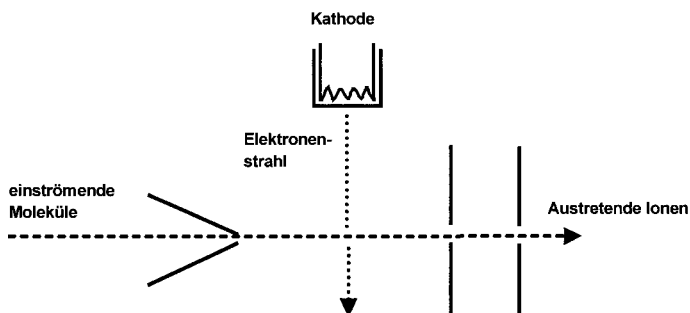 Kathode
Elektronen-
strahl
einströmende
Moleküle
Austretende Ionen